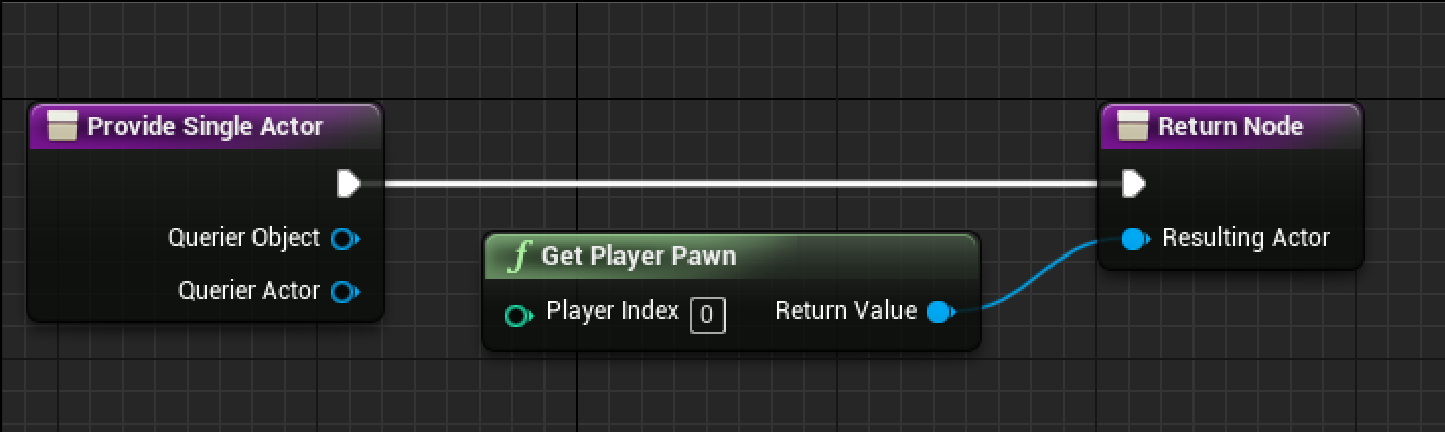 Provide Single Actor
Return Node
Querier Object
Resulting Actor
Querier Actor
f Get Player Pawn
Player Index 0 Return Value